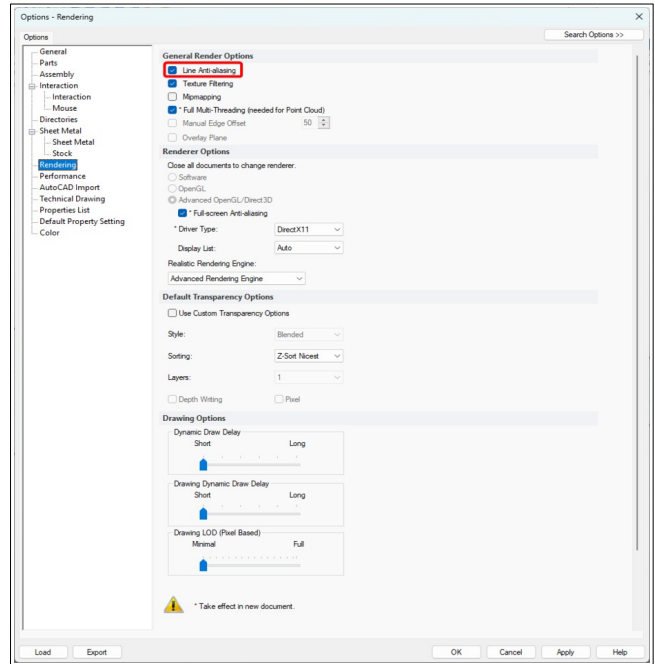 Options - Rendering
Options
Search Options >>
General
Parts
Assembly
Interaction
Interaction
Mouse
Directories
Sheet Metal
Sheet Metal
Stock
Rendering
Performance
AutoCAD Import
Technical Drawing
Properties List
Default Property Setting
Color
General Render Options
Line Anti-aliasing
Texture Filtering
Mipmapping
* Full Multi-Threading (needed for Point Cloud)
Manual Edge Offset 50
Overlay Plane
Renderer Options
Close all documents to change renderer.
Software
OpenGL
Advanced OpenGL/Direct3D
* Full-screen Anti-aliasing
* Driver Type: DirectX11
Display List: Auto
Realistic Rendering Engine:
Advanced Rendering Engine
Default Transparency Options
Use Custom Transparency Options
Style: Blended
Sorting: Z-Sort Nicest
Layers: 1
Depth Writing Pixel
Drawing Options
Dynamic Draw Delay
Short Long
Drawing Dynamic Draw Delay
Short Long
Drawing LOD (Pixel Based)
Minimal Full
* Take effect in new document.
Load Export OK Cancel Apply Help